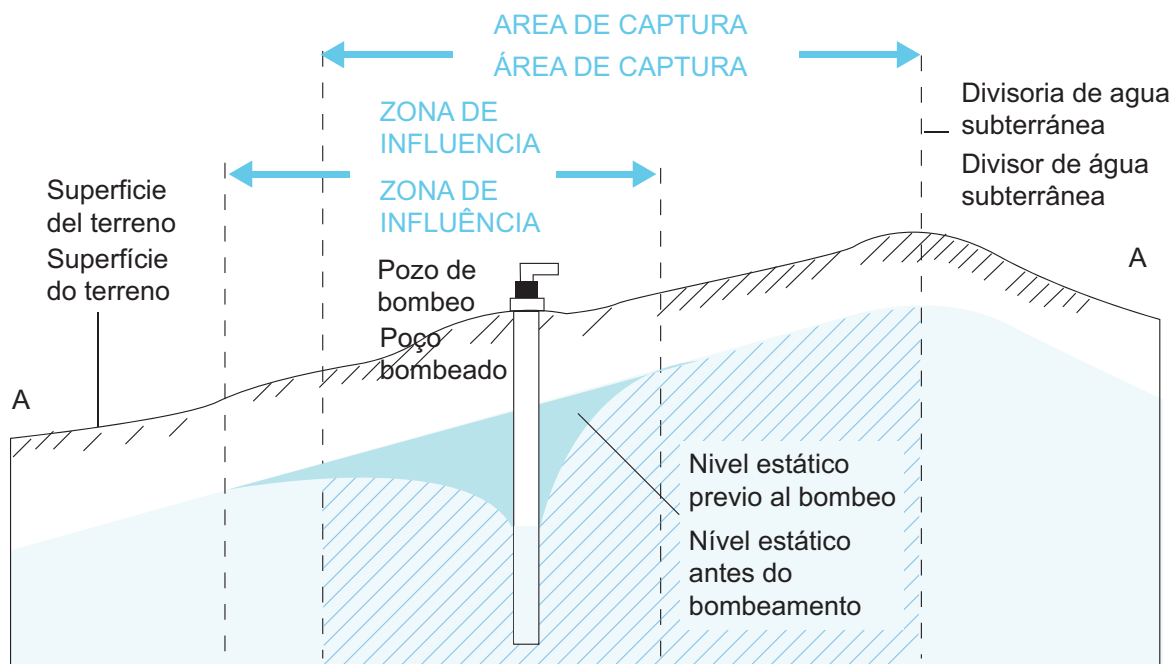 AREA DE CAPTURA
ÁREA DE CAPTURA
ZONA DE
INFLUENCIA
ZONA DE
INFLUÊNCIA
Divisoria de agua
subterránea
Divisor de água
subterrânea
Superficie
del terreno
Superfície
do terreno
Pozo de
bombeo
Poço
bombeado
A
A
Nivel estático
previo al bombeo
Nível estático
antes do
bombeamento